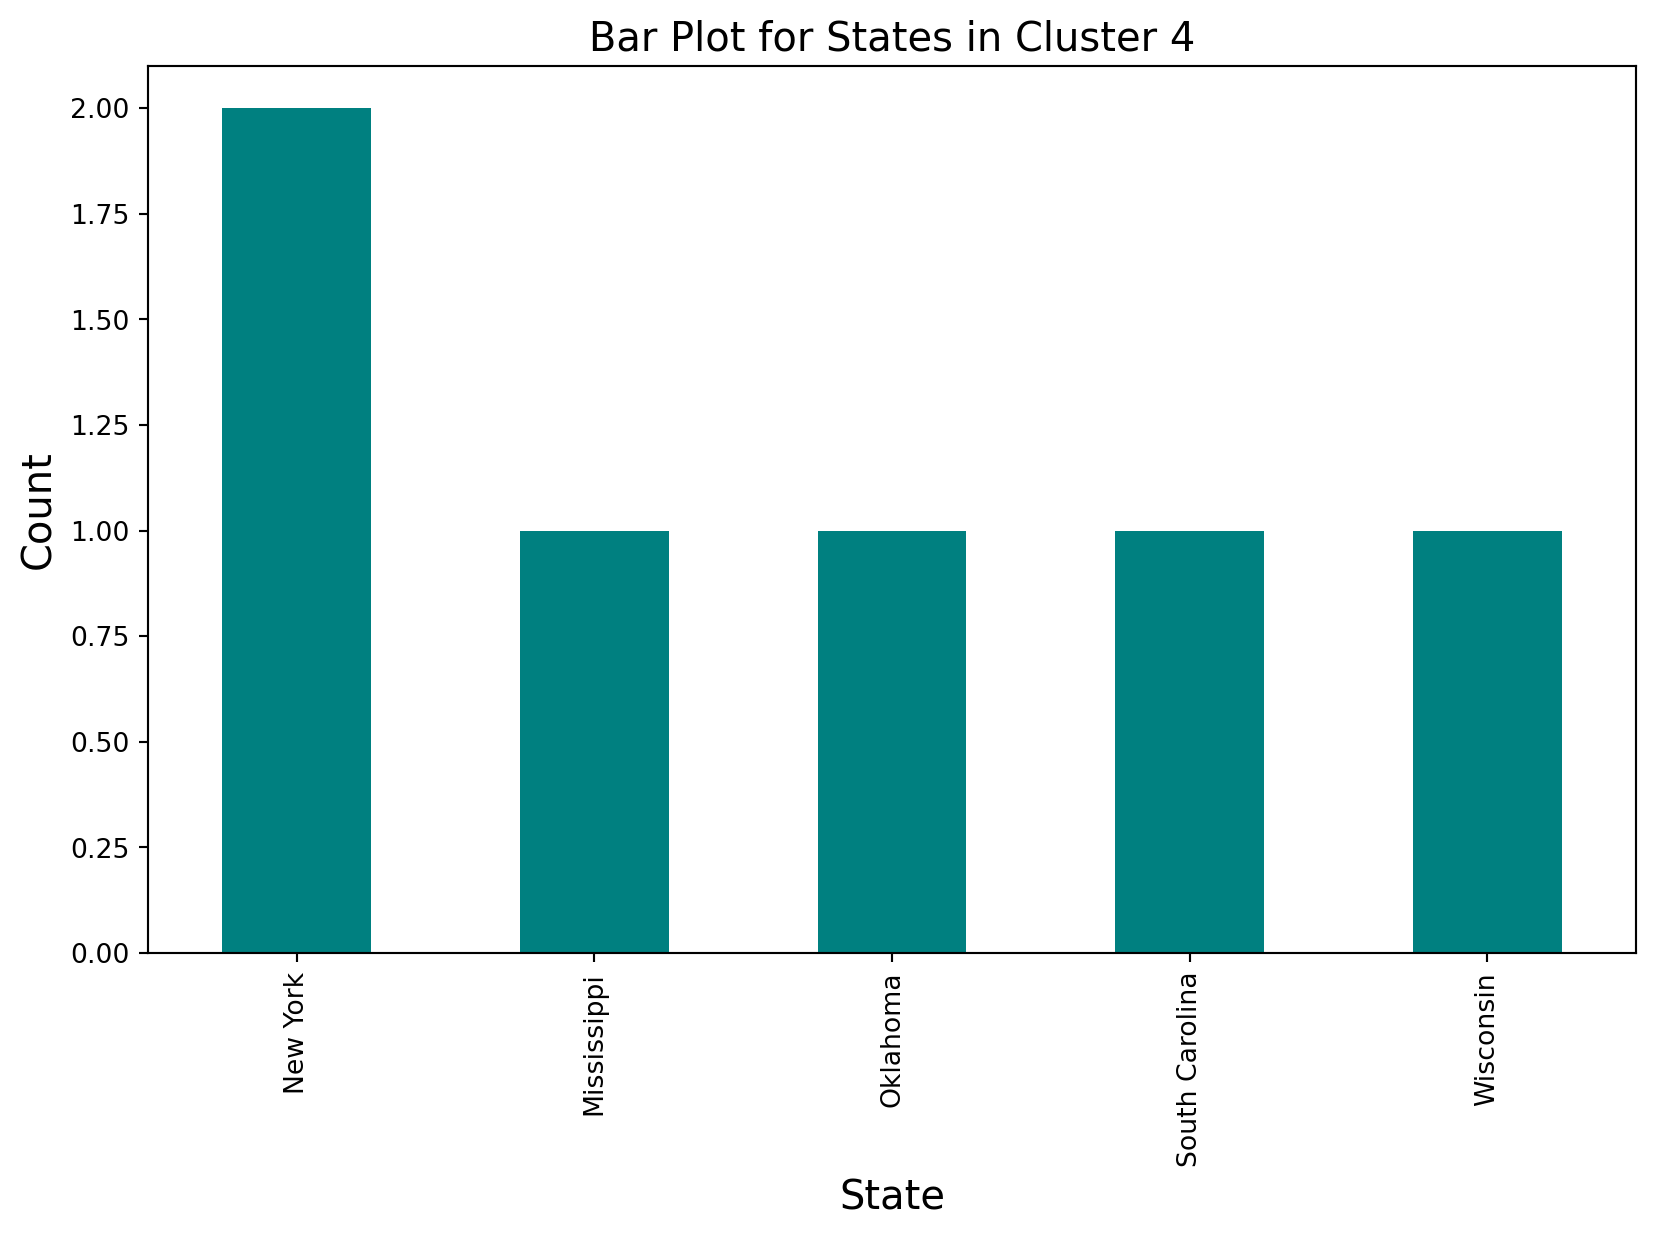 Bar Plot for States in Cluster 4
Count
2.00
1.75
1.50
1.25
1.00
0.75
0.50
0.25
0.00
New York
Mississippi
Oklahoma
South Carolina
Wisconsin
State